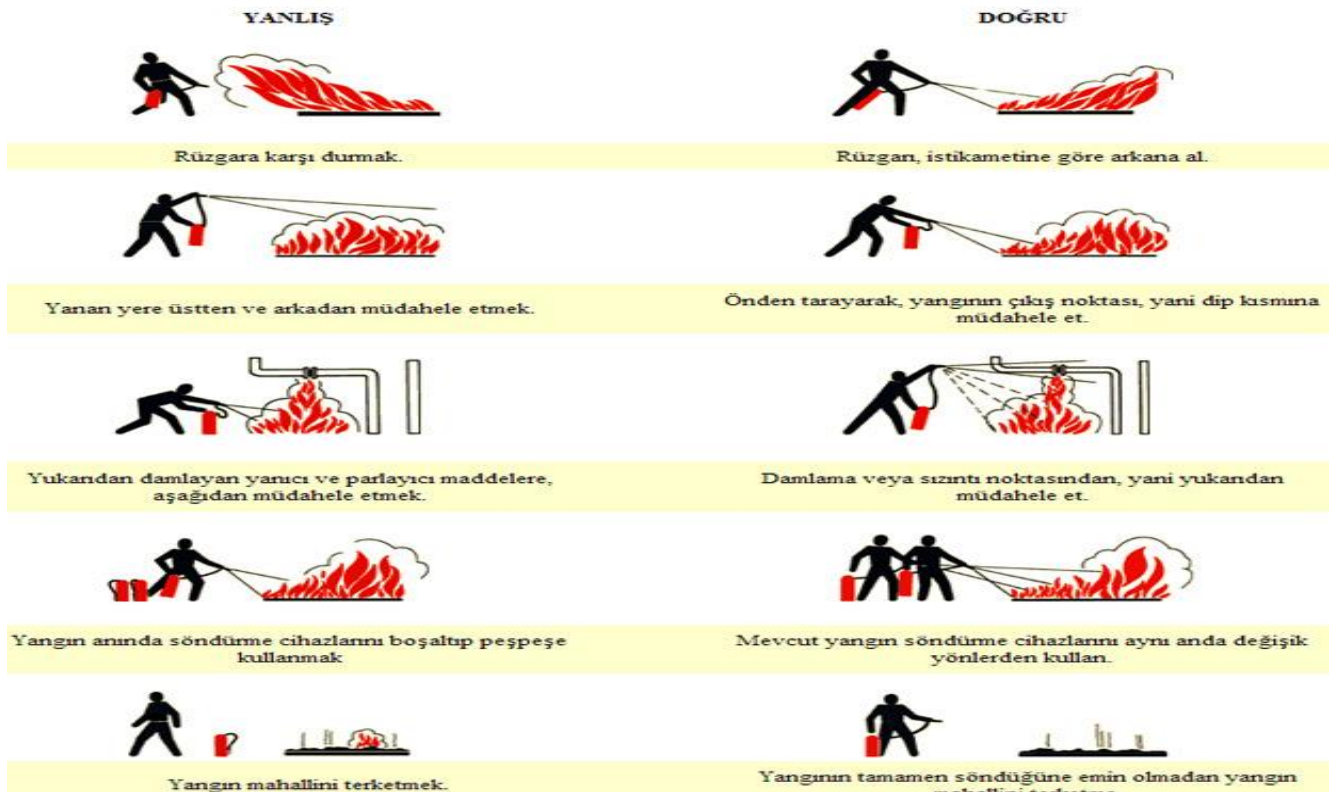 YANLIŞ
DOĞRU
Rüzgara karşı durmak.
Rüzgarı, istikametine göre arkana al.
Yanan yere üstten ve arkadan müdahele etmek.
Önden tarayarak, yangının çıkış noktası, yani dip kısmına
müdahele et.
Yukarıdan damlayan yanıcı ve parlayıcı maddelere,
aşağıdan müdahele etmek.
Damlama veya sızıntı noktasından, yani yukarıdan
müdahele et.
Yangın anında söndürme cihazlarını boşaltıp peşpeşe
kullanmak
Mevcut yangın söndürme cihazlarını aynı anda değişik
yönlerden kullan.
Yangın mahallini terketmek.
Yangının tamamen söndüğüne emin olmadan yangın